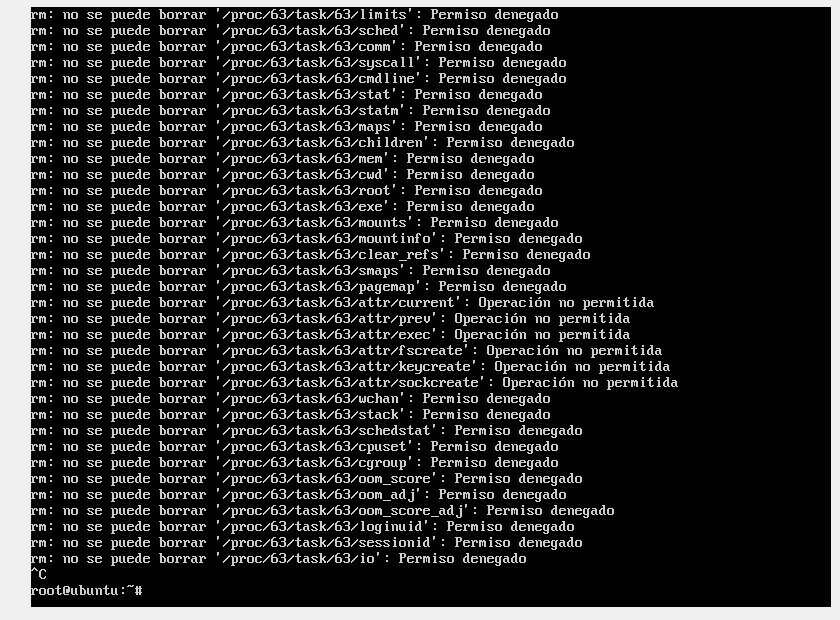 rm: no se puede borrar '/proc/63/task/63/limits': Permiso denegado
rm: no se puede borrar '/proc/63/task/63/sched': Permiso denegado
rm: no se puede borrar '/proc/63/task/63/comm': Permiso denegado
rm: no se puede borrar '/proc/63/task/63/syscall': Permiso denegado
rm: no se puede borrar '/proc/63/task/63/cmdline': Permiso denegado
rm: no se puede borrar '/proc/63/task/63/stat': Permiso denegado
rm: no se puede borrar '/proc/63/task/63/statm': Permiso denegado
rm: no se puede borrar '/proc/63/task/63/maps': Permiso denegado
rm: no se puede borrar '/proc/63/task/63/children': Permiso denegado
rm: no se puede borrar '/proc/63/task/63/mem': Permiso denegado
rm: no se puede borrar '/proc/63/task/63/cwd': Permiso denegado
rm: no se puede borrar '/proc/63/task/63/root': Permiso denegado
rm: no se puede borrar '/proc/63/task/63/exe': Permiso denegado
rm: no se puede borrar '/proc/63/task/63/mounts': Permiso denegado
rm: no se puede borrar '/proc/63/task/63/mountinfo': Permiso denegado
rm: no se puede borrar '/proc/63/task/63/clear_refs': Permiso denegado
rm: no se puede borrar '/proc/63/task/63/smaps': Permiso denegado
rm: no se puede borrar '/proc/63/task/63/pagemap': Permiso denegado
rm: no se puede borrar '/proc/63/task/63/attr/current': Operación no permitida
rm: no se puede borrar '/proc/63/task/63/attr/prev': Operación no permitida
rm: no se puede borrar '/proc/63/task/63/attr/exec': Operación no permitida
rm: no se puede borrar '/proc/63/task/63/attr/fscreate': Operación no permitida
rm: no se puede borrar '/proc/63/task/63/attr/keycreate': Operación no permitida
rm: no se puede borrar '/proc/63/task/63/attr/sockcreate': Operación no permitida
rm: no se puede borrar '/proc/63/task/63/wchan': Permiso denegado
rm: no se puede borrar '/proc/63/task/63/stack': Permiso denegado
rm: no se puede borrar '/proc/63/task/63/schedstat': Permiso denegado
rm: no se puede borrar '/proc/63/task/63/cpuset': Permiso denegado
rm: no se puede borrar '/proc/63/task/63/cgroup': Permiso denegado
rm: no se puede borrar '/proc/63/task/63/oom_score': Permiso denegado
rm: no se puede borrar '/proc/63/task/63/oom_adj': Permiso denegado
rm: no se puede borrar '/proc/63/task/63/oom_score_adj': Permiso denegado
rm: no se puede borrar '/proc/63/task/63/loginuid': Permiso denegado
rm: no se puede borrar '/proc/63/task/63/sessionid': Permiso denegado
rm: no se puede borrar '/proc/63/task/63/io': Permiso denegado
^C
root@ubuntu:~#